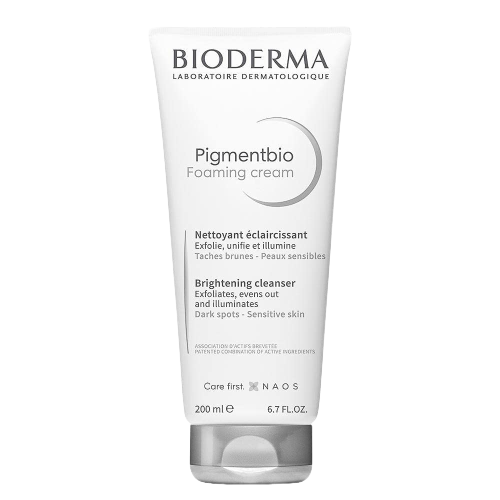 BIODERMA
LABORATOIRE DERMATOLOGIQUE
Pigmentbio
Foaming cream
Nettoyant éclaircissant
Exfolie, unifie et illumine
Taches brunes - Peaux sensibles
Brightening cleanser
Exfoliates, evens out
and illuminates
Dark spots - Sensitive skin
ASSOCIATION D'ACTIFS BREVETÉE
PATENTED COMBINATION OF ACTIVE INGREDIENTS
Care first. NAOS
200 ml ℮ 6.7 FL.OZ.